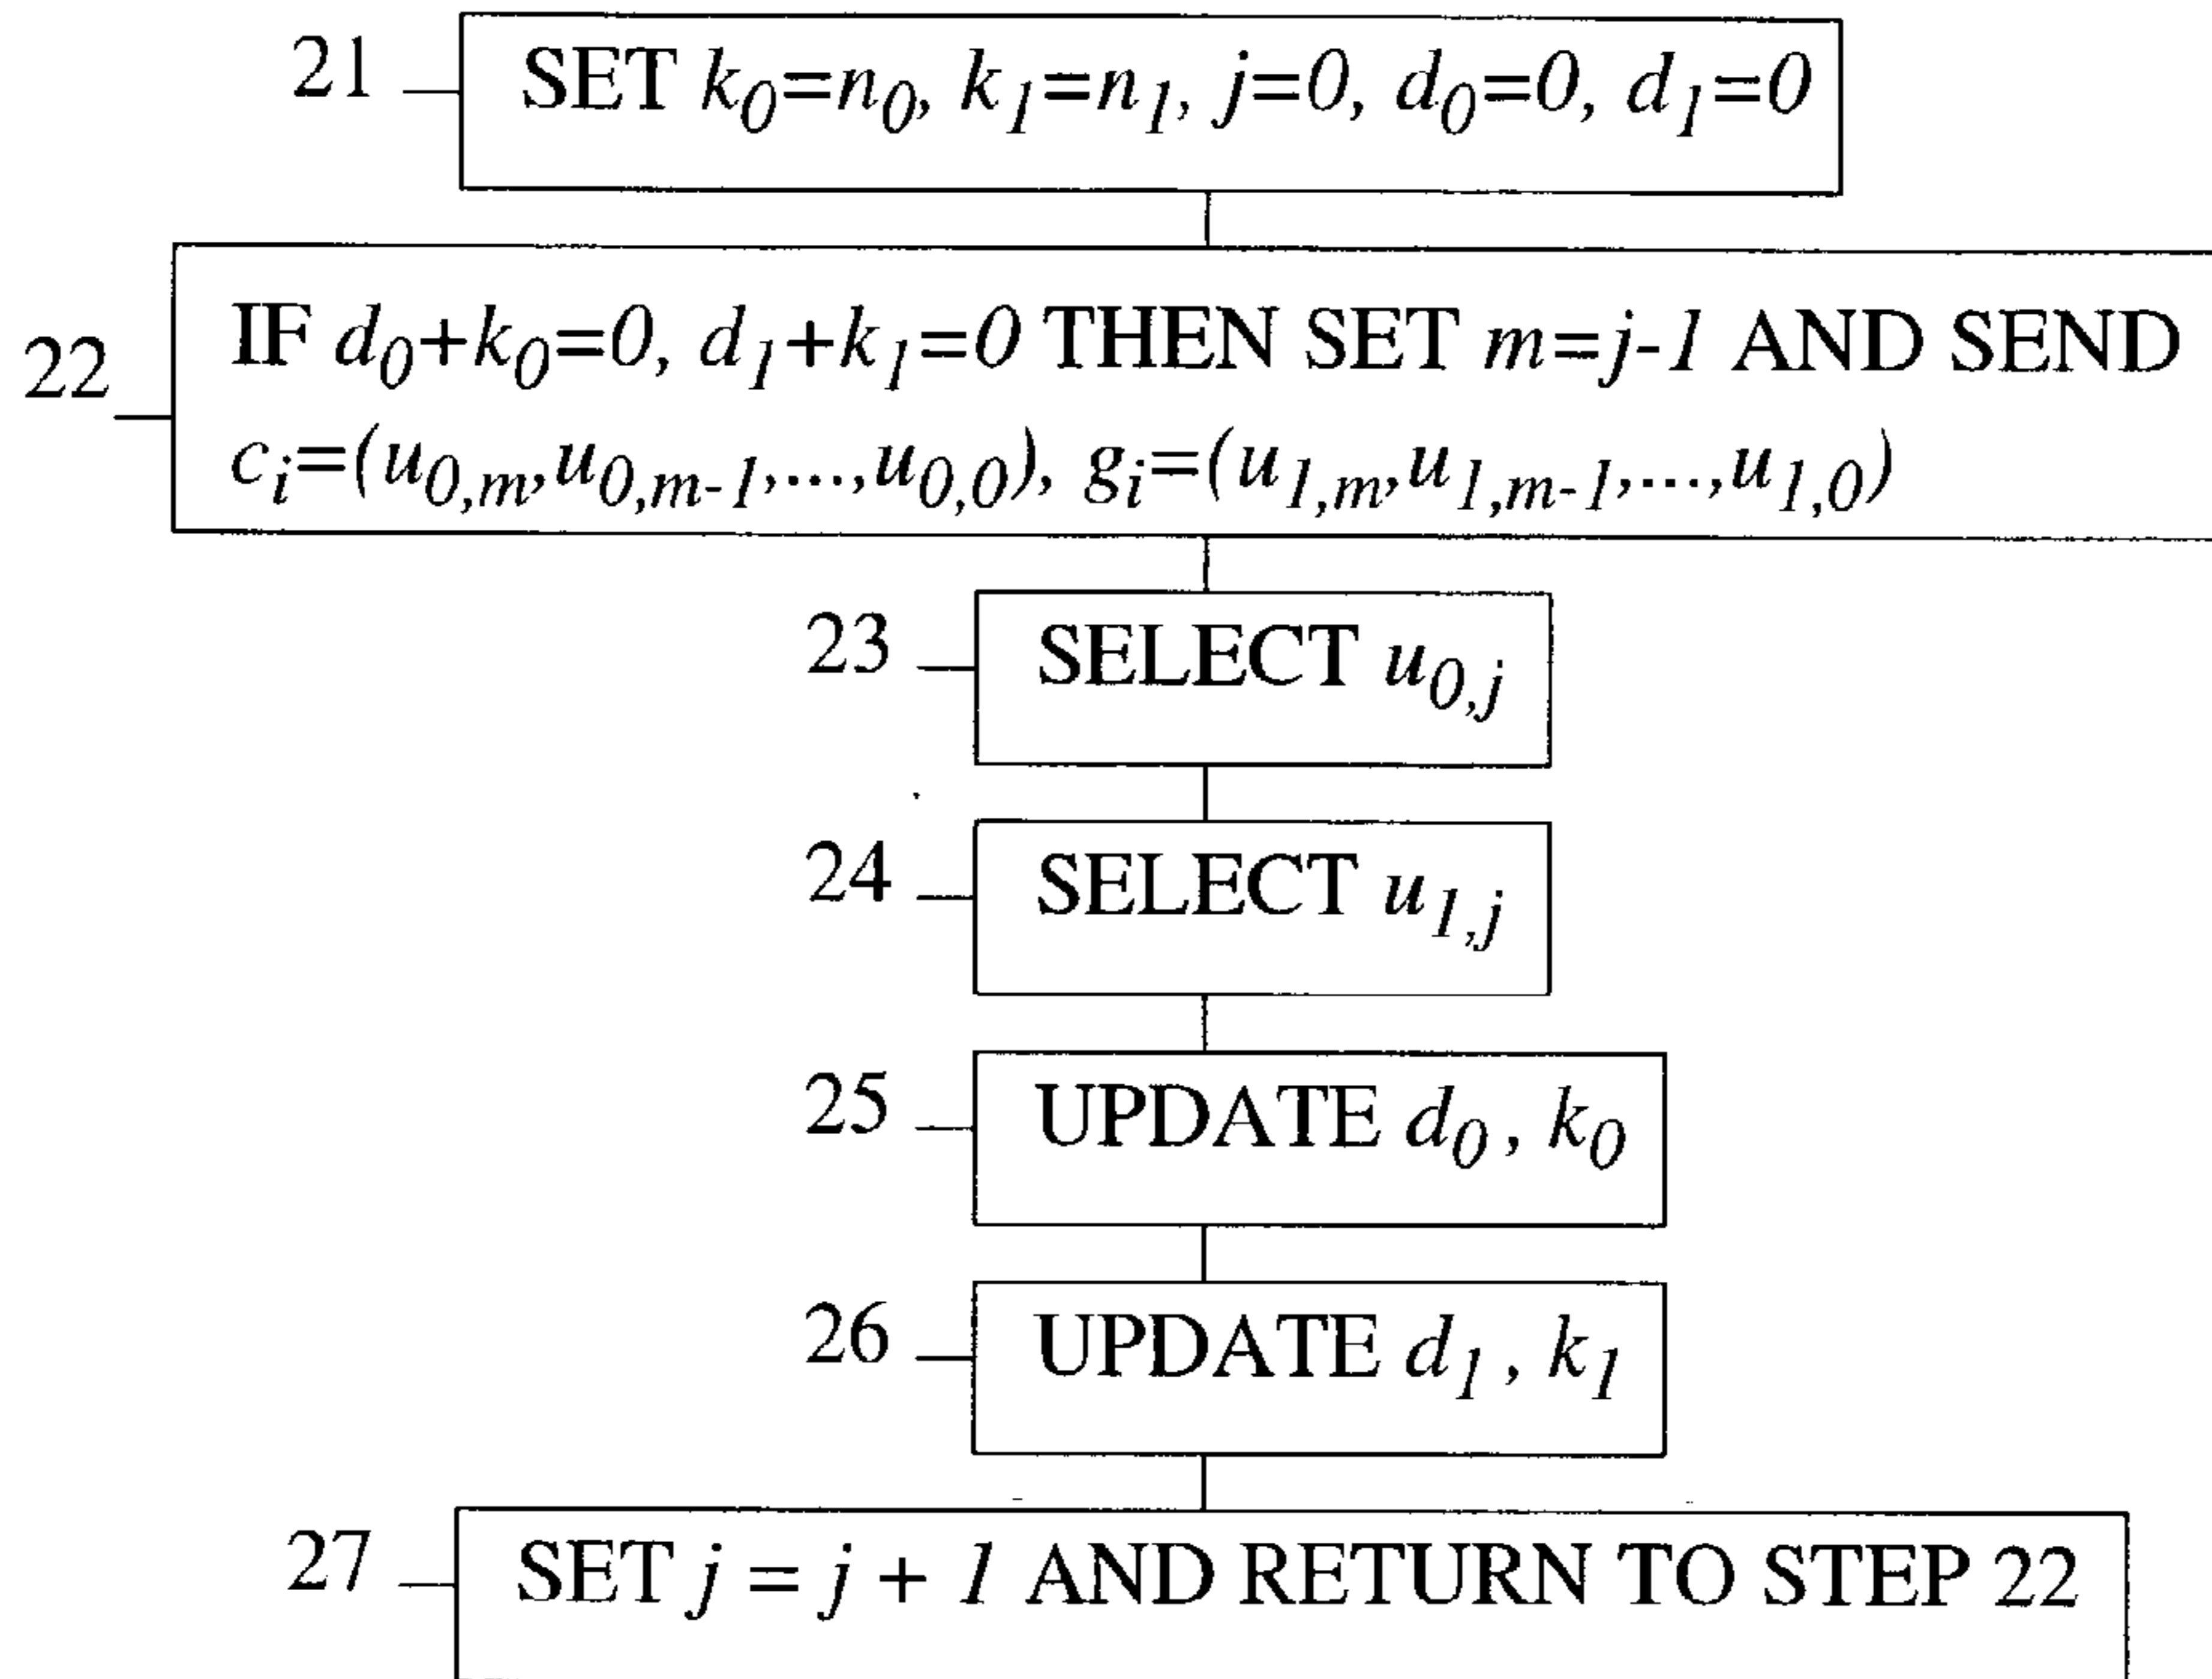 21 SET k0=n0, k1=n1, j=0, d0=0, d1=0
22 IF d0+k0=0, d1+k1=0 THEN SET m=j-1 AND SEND
ci=(u0,m,u0,m-1,...,u0,0), gi=(u1,m,u1,m-1,...,u1,0)
23 SELECT u0,j
24 SELECT u1,j
25 UPDATE d0, k0
26 UPDATE d1, k1
27 SET j = j + 1 AND RETURN TO STEP 22